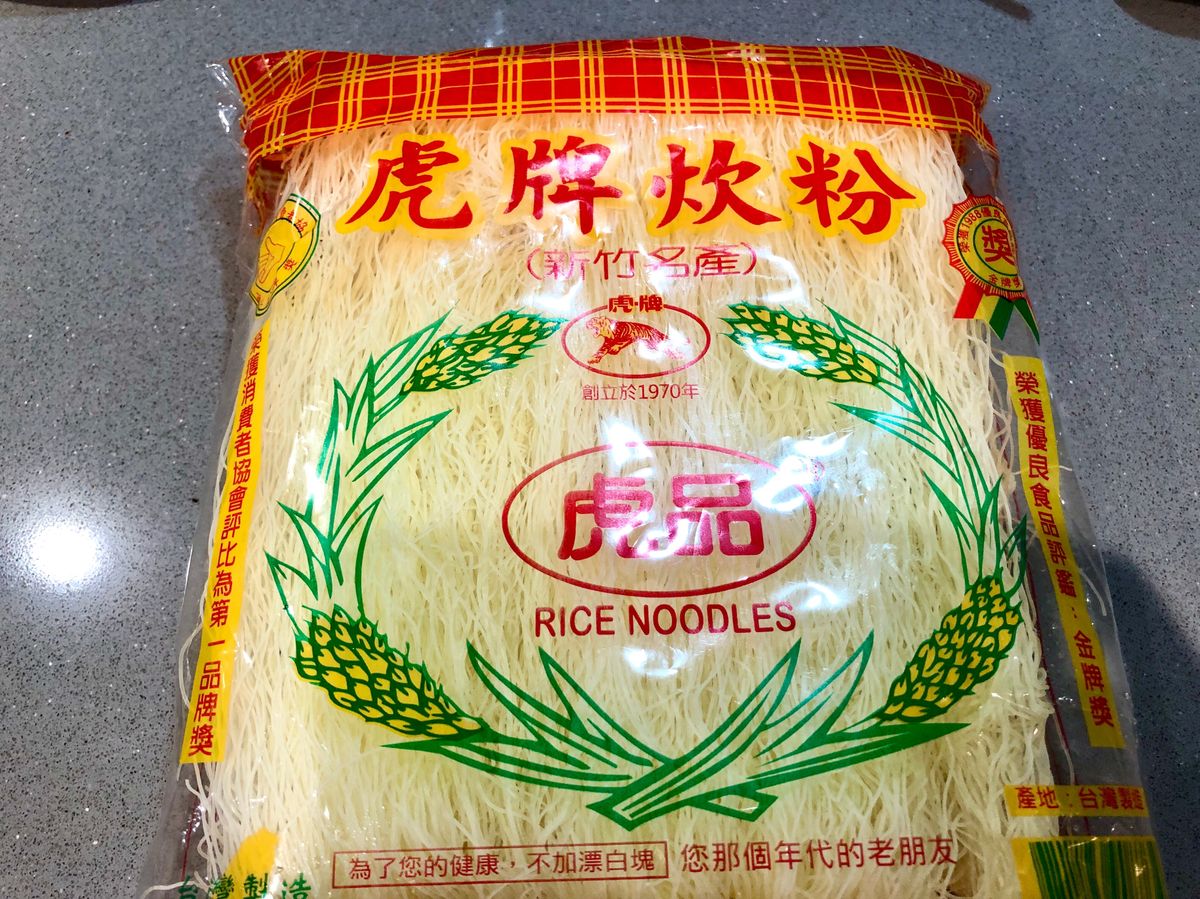 虎牌炊粉
(新竹名產)
虎牌
創立於1970年
虎品
RICE NOODLES
榮獲消費者協會評比為第一品牌獎
獎
金牌獎
榮獲優良食品評鑑：金牌獎
產地：台灣製造
為了您的健康，不加漂白塊
您那個年代的老朋友
台灣製造